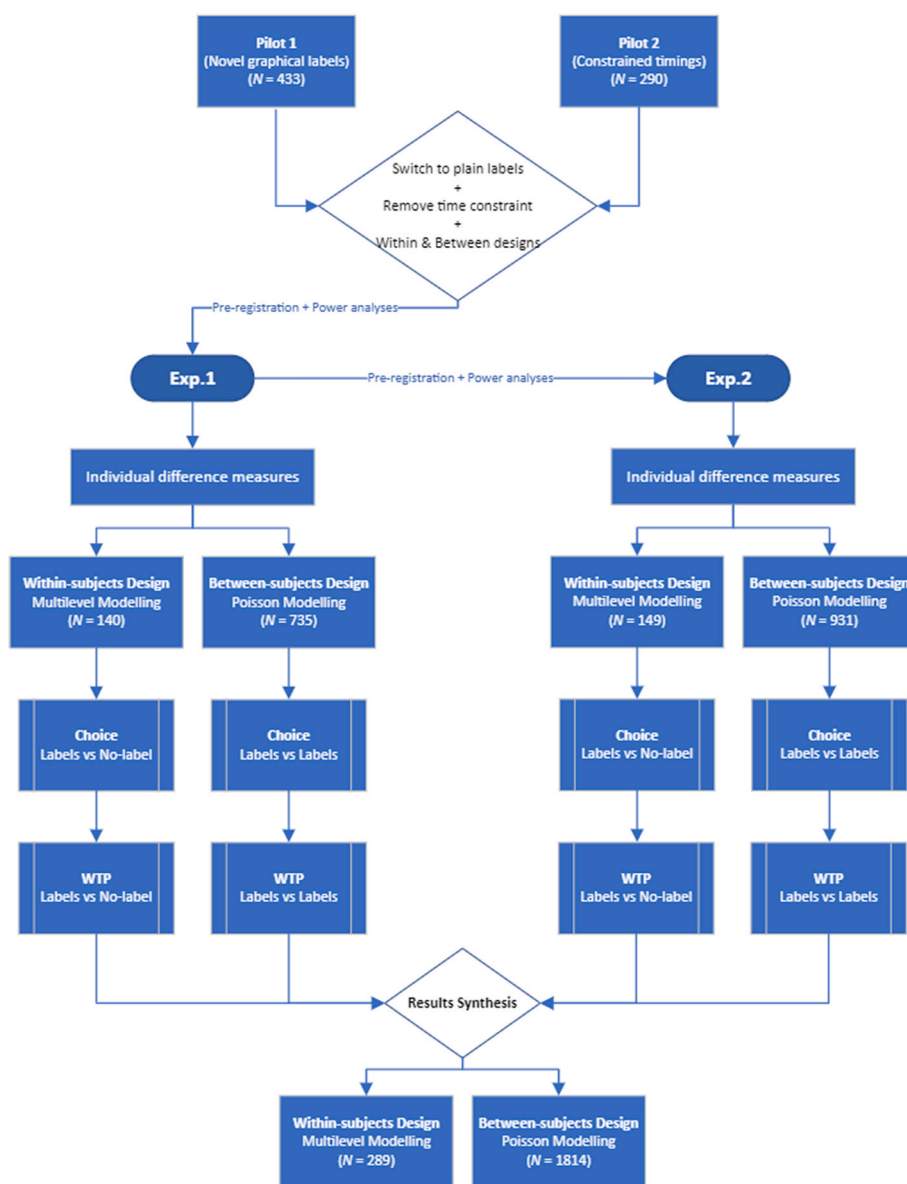 Pilot 1
(Novel graphical labels)
(N = 433)
Pilot 2
(Constrained timings)
(N = 290)
Switch to plain labels
+
Remove time constraint
+
Within & Between designs
Pre-registration + Power analyses
Exp.1
Pre-registration + Power analyses
Exp.2
Individual difference measures
Individual difference measures
Within-subjects Design
Multilevel Modelling
(N = 140)
Between-subjects Design
Poisson Modelling
(N = 735)
Within-subjects Design
Multilevel Modelling
(N = 149)
Between-subjects Design
Poisson Modelling
(N = 931)
Choice
Labels vs No-label
Choice
Labels vs Labels
Choice
Labels vs No-label
Choice
Labels vs Labels
WTP
Labels vs No-label
WTP
Labels vs Labels
WTP
Labels vs No-label
WTP
Labels vs Labels
Results Synthesis
Within-subjects Design
Multilevel Modelling
(N = 289)
Between-subjects Design
Poisson Modelling
(N = 1814)